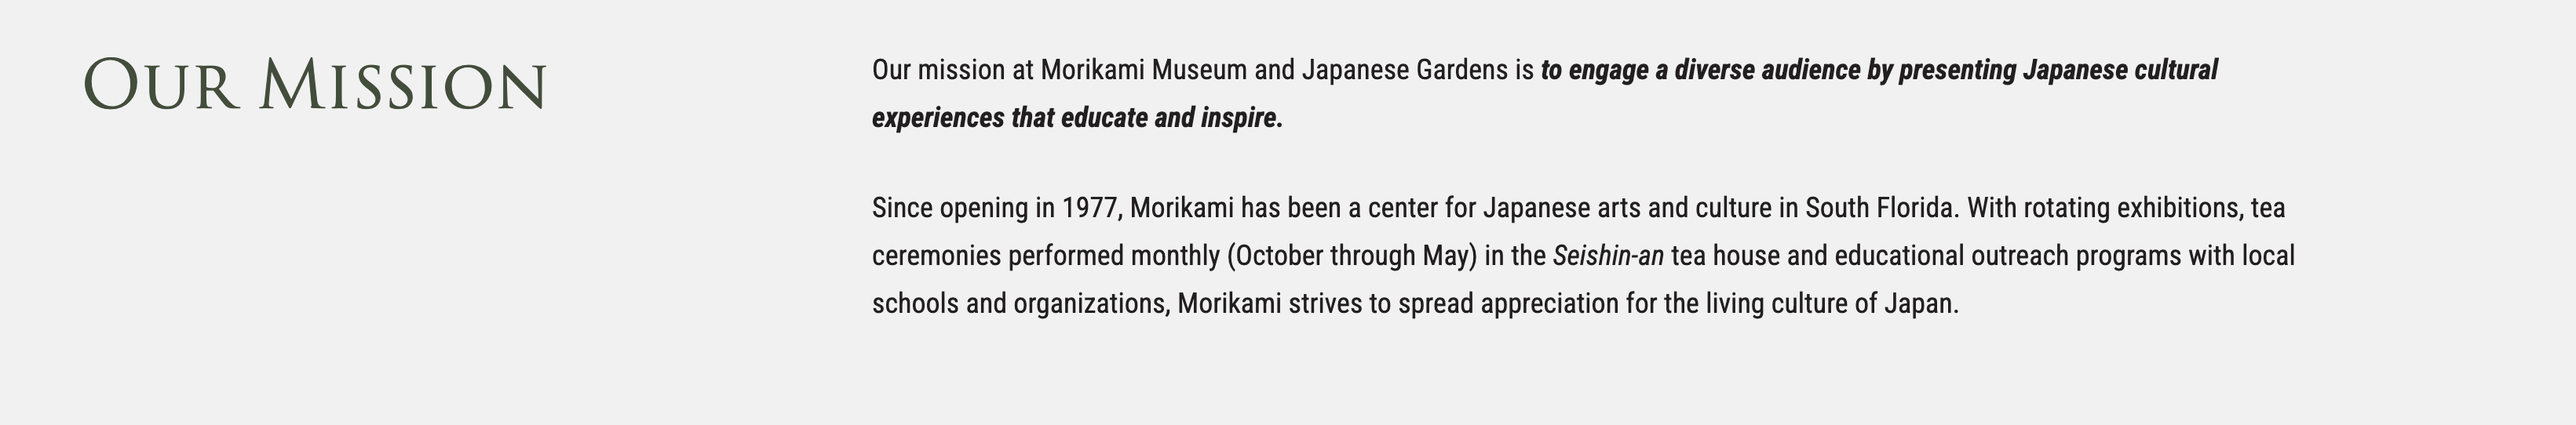 Our Mission
Our mission at Morikami Museum and Japanese Gardens is to engage a diverse audience by presenting Japanese cultural
experiences that educate and inspire.
Since opening in 1977, Morikami has been a center for Japanese arts and culture in South Florida. With rotating exhibitions, tea
ceremonies performed monthly (October through May) in the Seishin-an tea house and educational outreach programs with local
schools and organizations, Morikami strives to spread appreciation for the living culture of Japan.